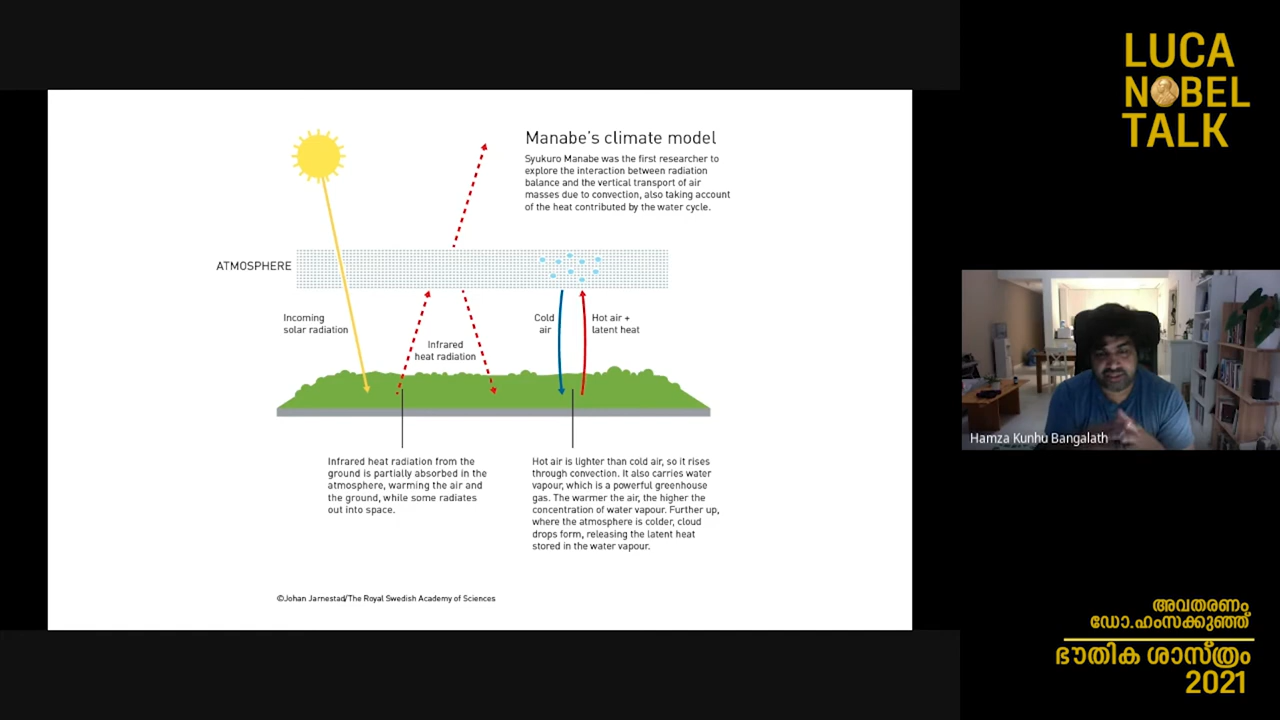 Manabe's climate model
Syukuro Manabe was the first researcher to
explore the interaction between radiation
balance and the vertical transport of air
masses due to convection, also taking account
of the heat contributed by the water cycle.
ATMOSPHERE
Incoming
solar radiation
Infrared
heat radiation
Cold
air
Hot air +
latent heat
Infrared heat radiation from the
ground is partially absorbed in the
atmosphere, warming the air and
the ground, while some radiates
out into space.
Hot air is lighter than cold air, so it rises
through convection. It also carries water
vapour, which is a powerful greenhouse
gas. The warmer the air, the higher the
concentration of water vapour. Further up,
where the atmosphere is colder, cloud
drops form, releasing the latent heat
stored in the water vapour.
©Johan Jarnestad/The Royal Swedish Academy of Sciences
LUCA
NOBEL
TALK
Hamza Kunhu Bangalath
അവതരണം
ഡോ.ഹംസക്കുഞ്ഞ്
ഭൗതിക ശാസ്ത്രം
2021